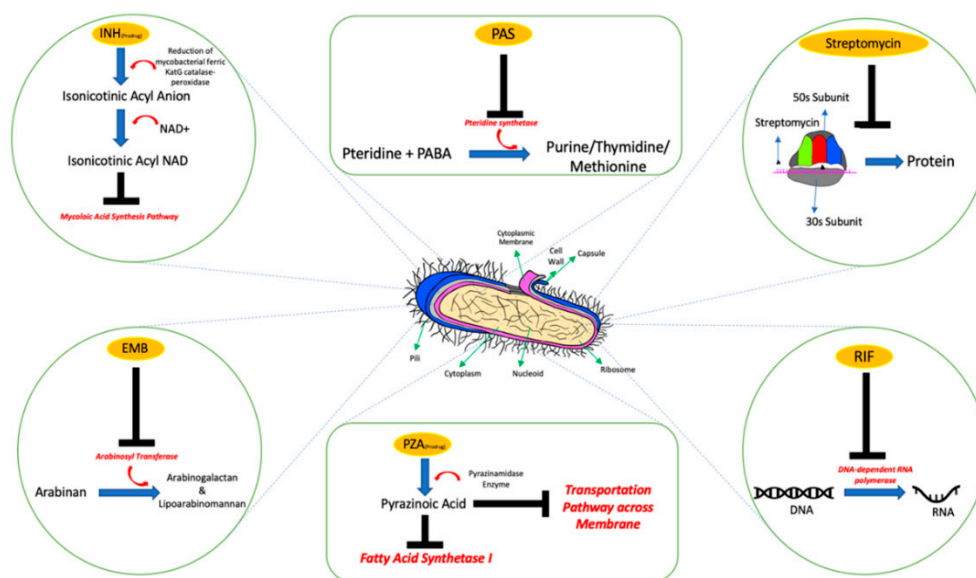 INH(Prodrug)
Reduction of
mycobacterial ferric
KatG catalase-
peroxidase
Isonicotinic Acyl Anion
NAD+
Isonicotinic Acyl NAD
Mycoloic Acid Synthesis Pathway
PAS
Pteridine synthetase
Pteridine + PABA
Purine/Thymidine/
Methionine
Streptomycin
50s Subunit
Streptomycin
Protein
30s Subunit
Cytoplasmic
Membrane
Cell
Wall
Capsule
Pili
Cytoplasm
Nucleoid
Ribosome
EMB
Arabinosyl Transferase
Arabinan
Arabinogalactan
&
Lipoarabinomannan
PZA(Prodrug)
Pyrazinamidase
Enzyme
Pyrazinoic Acid
Transportation
Pathway across
Membrane
Fatty Acid Synthetase I
RIF
DNA-dependent RNA
polymerase
DNA
RNA